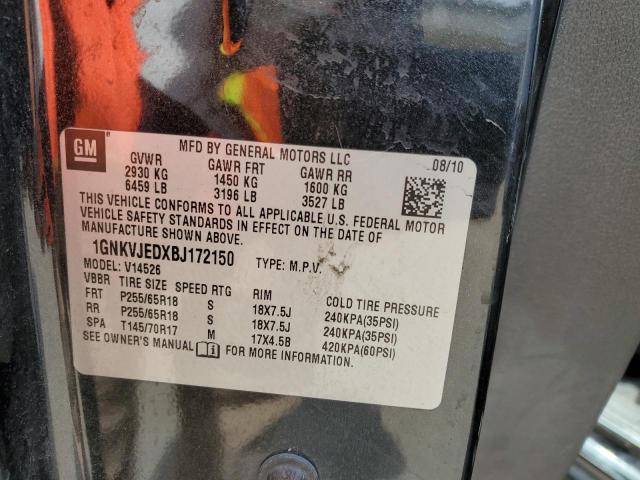 GM
MFD BY GENERAL MOTORS LLC
08/10
GVWR GAWR FRT GAWR RR
2930 KG 1450 KG 1600 KG
6459 LB 3196 LB 3527 LB
THIS VEHICLE CONFORMS TO ALL APPLICABLE U.S. FEDERAL MOTOR
VEHICLE SAFETY STANDARDS IN EFFECT ON THE DATE OF
MANUFACTURE SHOWN ABOVE.
1GNKVJEDXBJ172150 TYPE: M.P.V.
MODEL: V14526
VBBR TIRE SIZE SPEED RTG RIM COLD TIRE PRESSURE
FRT P255/65R18 S 18X7.5J 240KPA(35PSI)
RR P255/65R18 S 18X7.5J 240KPA(35PSI)
SPA T145/70R17 M 17X4.5B 420KPA(60PSI)
SEE OWNER'S MANUAL FOR MORE INFORMATION.